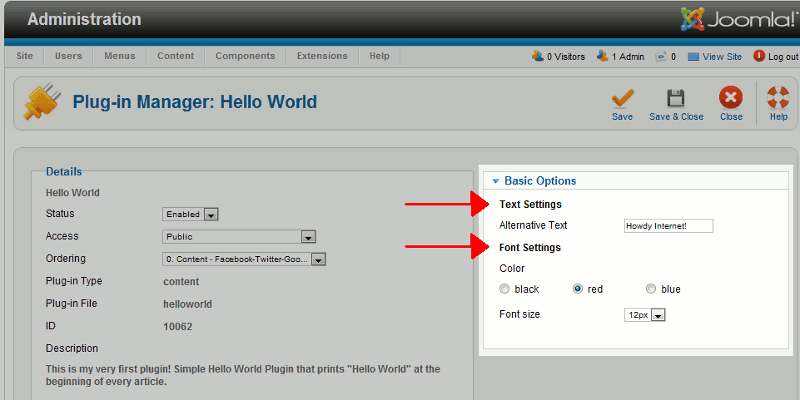 Administration
Joomla!
Site Users Menus Content Components Extensions Help
0 Visitors 1 Admin 0 View Site Log out
Plug-in Manager: Hello World
Save Save & Close Close Help
Details
Hello World
Status Enabled
Access Public
Ordering 0. Content - Facebook-Twitter-Goo...
Plug-in Type content
Plug-in File helloworld
ID 10062
Description
This is my very first plugin! Simple Hello World Plugin that prints "Hello World" at the
beginning of every article.
Basic Options
Text Settings
Alternative Text Howdy Internet!
Font Settings
Color
black red blue
Font size 12px